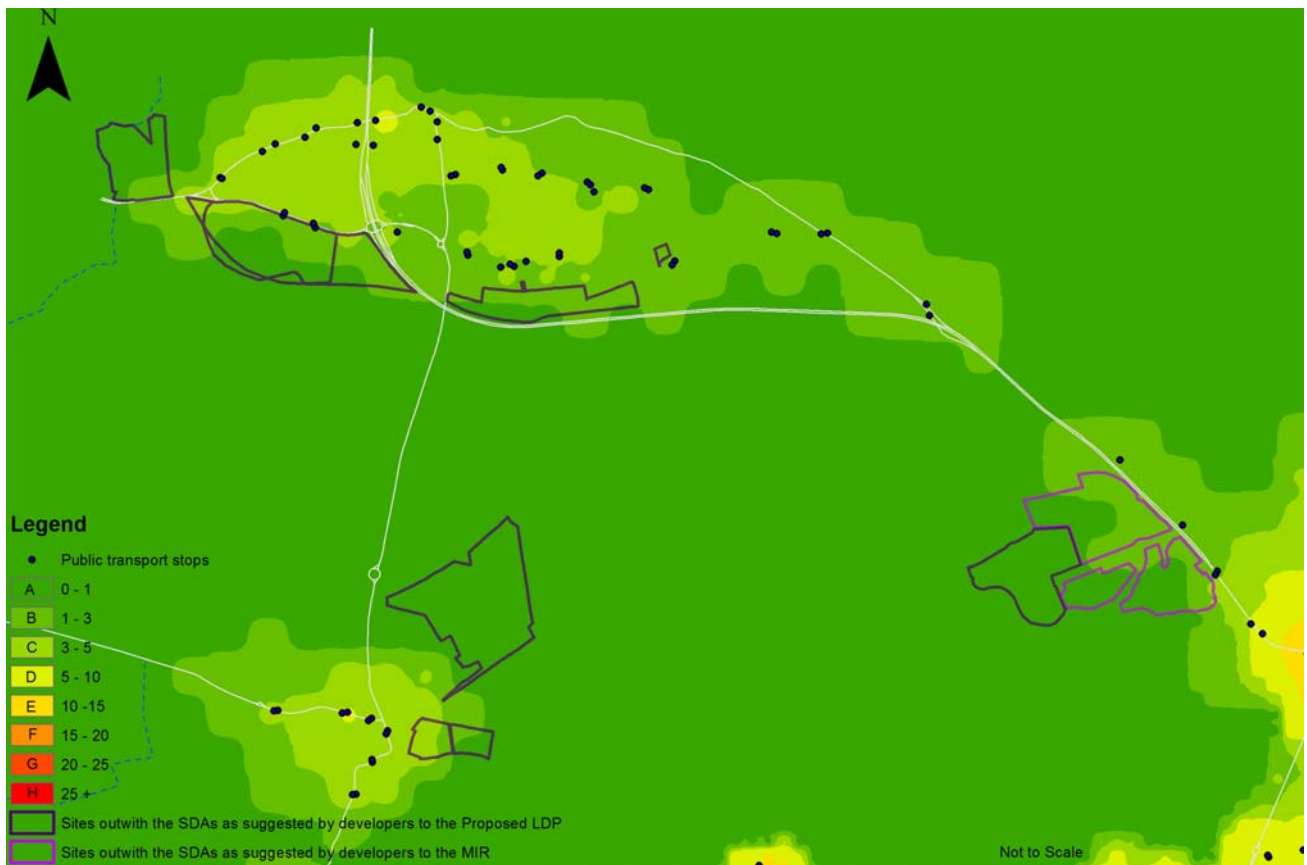 N
Legend
Public transport stops
A 0 - 1
B 1 - 3
C 3 - 5
D 5 - 10
E 10 -15
F 15 - 20
G 20 - 25
H 25 +
Sites outwith the SDAs as suggested by developers to the Proposed LDP
Sites outwith the SDAs as suggested by developers to the MIR
Not to Scale